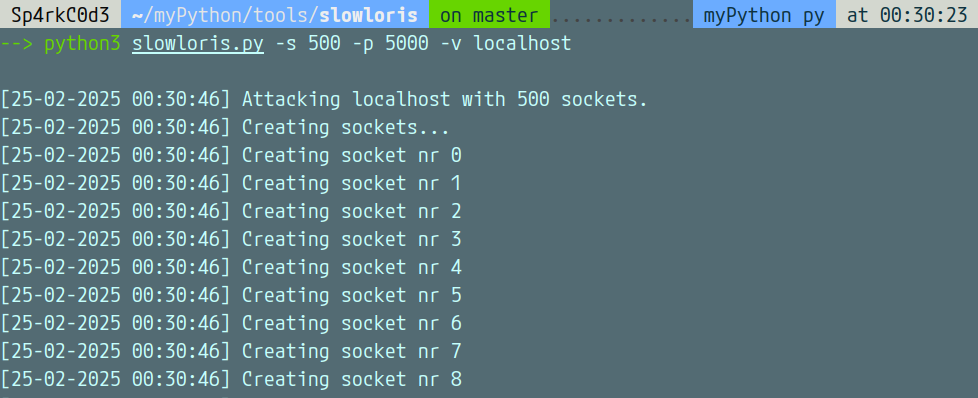 Sp4rkC0d3 ~/myPython/tools/slowloris on master ............. myPython py at 00:30:23
--> python3 slowloris.py -s 500 -p 5000 -v localhost
[25-02-2025 00:30:46] Attacking localhost with 500 sockets.
[25-02-2025 00:30:46] Creating sockets...
[25-02-2025 00:30:46] Creating socket nr 0
[25-02-2025 00:30:46] Creating socket nr 1
[25-02-2025 00:30:46] Creating socket nr 2
[25-02-2025 00:30:46] Creating socket nr 3
[25-02-2025 00:30:46] Creating socket nr 4
[25-02-2025 00:30:46] Creating socket nr 5
[25-02-2025 00:30:46] Creating socket nr 6
[25-02-2025 00:30:46] Creating socket nr 7
[25-02-2025 00:30:46] Creating socket nr 8